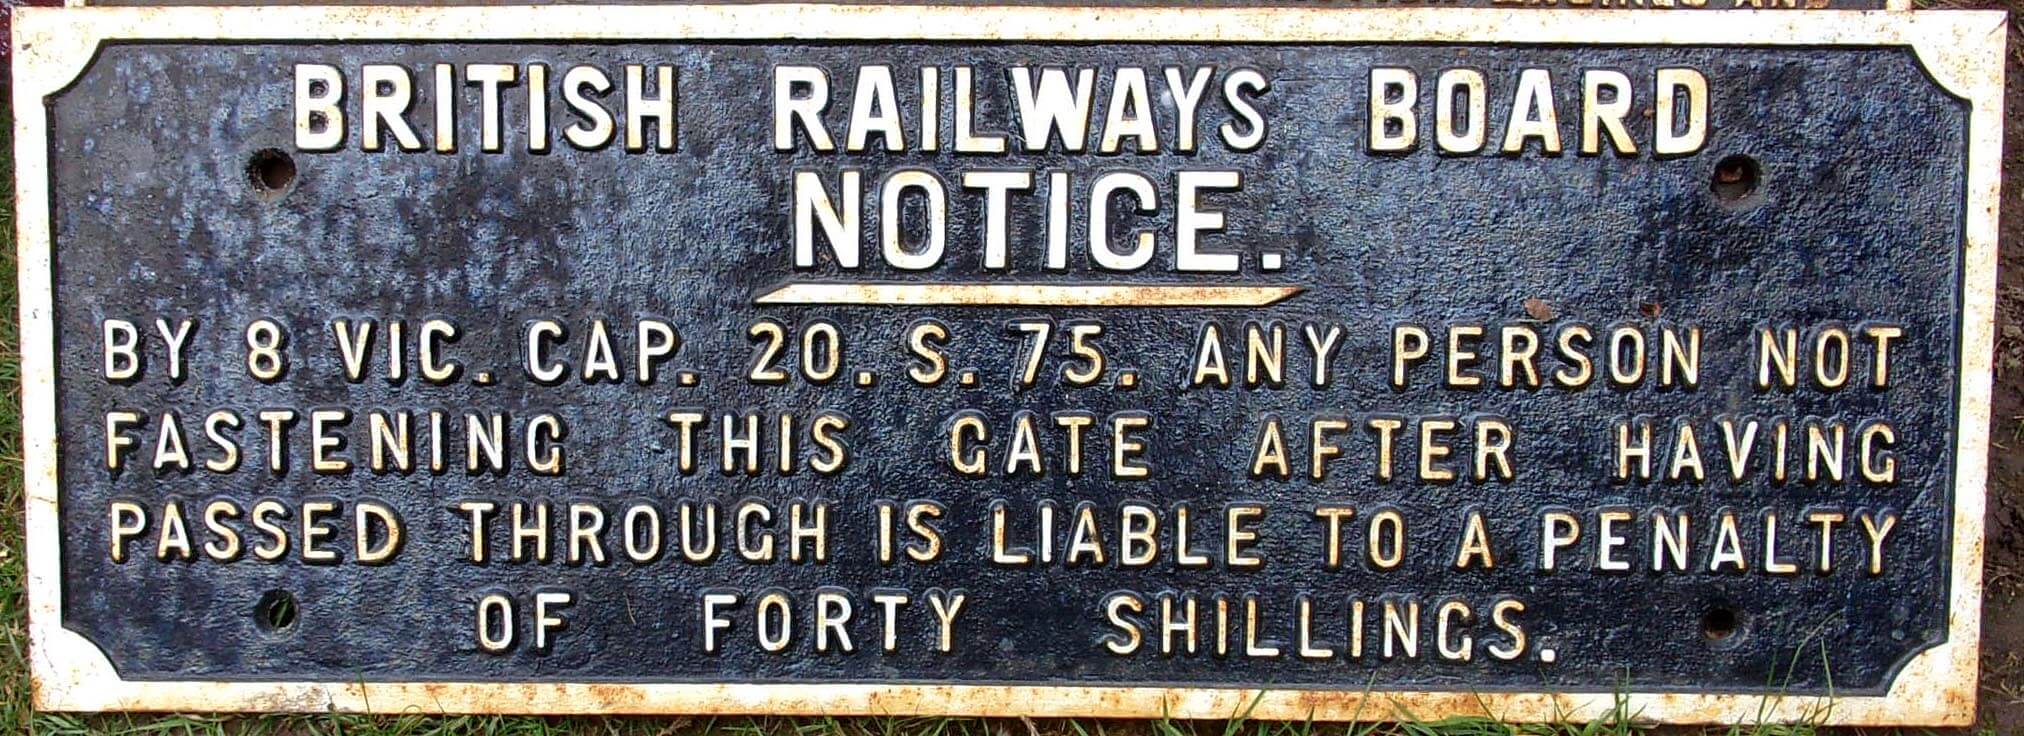 BRITISH RAILWAYS BOARD
NOTICE.
BY 8 VIC. CAP. 20. S. 75. ANY PERSON NOT
FASTENING THIS GATE AFTER HAVING
PASSED THROUGH IS LIABLE TO A PENALTY
OF FORTY SHILLINGS.